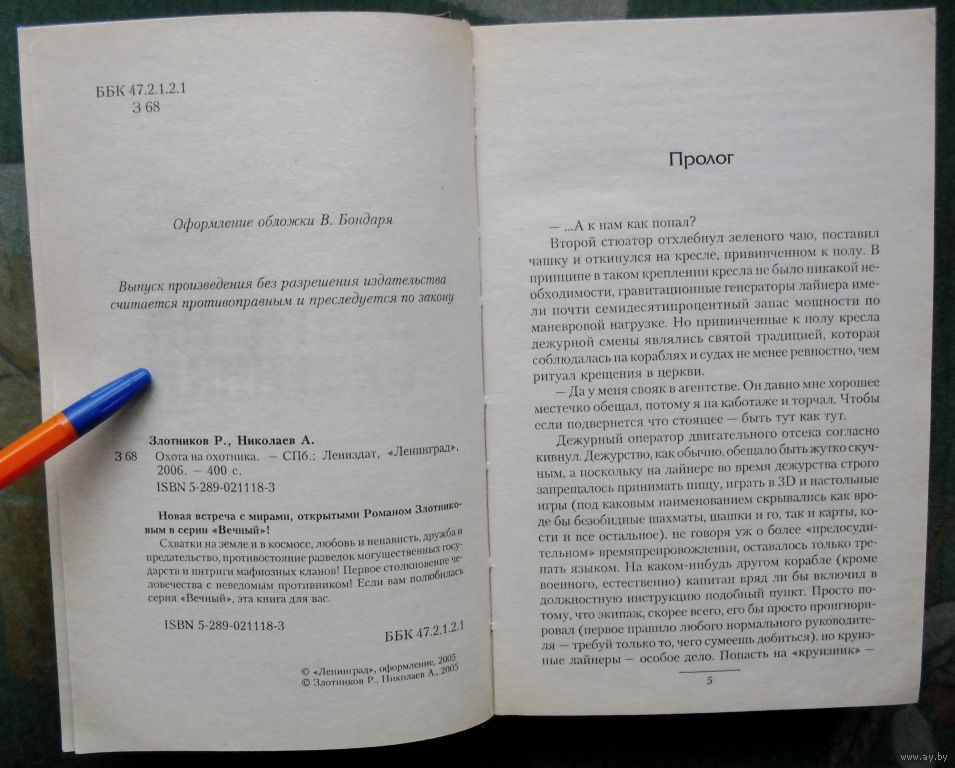 ББК 47.2.1.2.1
З 68
Оформление обложки В. Бондаря
Выпуск произведения без разрешения издательства
считается противоправным и преследуется по закону
Злотников Р., Николаев А.
З 68 Охота на охотника. — СПб.: Лениздат, «Ленинград»,
2006. — 400 с.
ISBN 5-289-021118-3
Новая встреча с мирами, открытыми Романом Злотнико-
вым в серии «Вечный»!
Схватки на земле и в космосе, любовь и ненависть, дружба и
предательство, противостояние разведок могущественных госу-
дарств и интриги мафиозных кланов! Первое столкновение че-
ловечества с неведомым противником! Если вам полюбилась
серия «Вечный», эта книга для вас.
ISBN 5-289-021118-3
ББК 47.2.1.2.1
© «Ленинград», оформление, 2005
© Злотников Р., Николаев А., 2005
Пролог
— ...А к нам как попал?
Второй стюатор отхлебнул зеленого чаю, поставил
чашку и откинулся на кресле, привинченном к полу. В
принципе в таком креплении кресла не было никакой не-
обходимости, гравитационные генераторы лайнера име-
ли почти семидесятипроцентный запас мощности по
маневровой нагрузке. Но привинченные к полу кресла
дежурной смены являлись святой традицией, которая
соблюдалась на кораблях и судах не менее ревностно, чем
ритуал крещения в церкви.
— Да у меня свояк в агентстве. Он давно мне хорошее
местечко обещал, потому я на каботаже и торчал. Чтобы
если подвернется что стоящее — быть тут как тут.
Дежурный оператор двигательного отсека согласно
кивнул. Дежурство, как обычно, обещало быть жутко скуч-
ным, а поскольку на лайнере во время дежурства строго
запрещалось принимать пищу, играть в 3D и настольные
игры (под каковым наименованием скрывались как вро-
де бы безобидные шахматы, шашки и го, так и карты, ко-
сти и все остальное), не говоря уж о более «предосуди-
тельном» времяпрепровождении, оставалось только тре-
пать языком. На каком-нибудь другом корабле (кроме
военного, естественно) капитан вряд ли бы включил в
должностную инструкцию подобный пункт. Просто по-
тому, что экипаж, скорее всего, его бы просто проигнори-
ровал (первое правило любого нормального руководите-
ля — требуй только то, чего сумеешь добиться), но круиз-
ные лайнеры — особое дело. Попасть на «круизник» —
5
www.ay.by